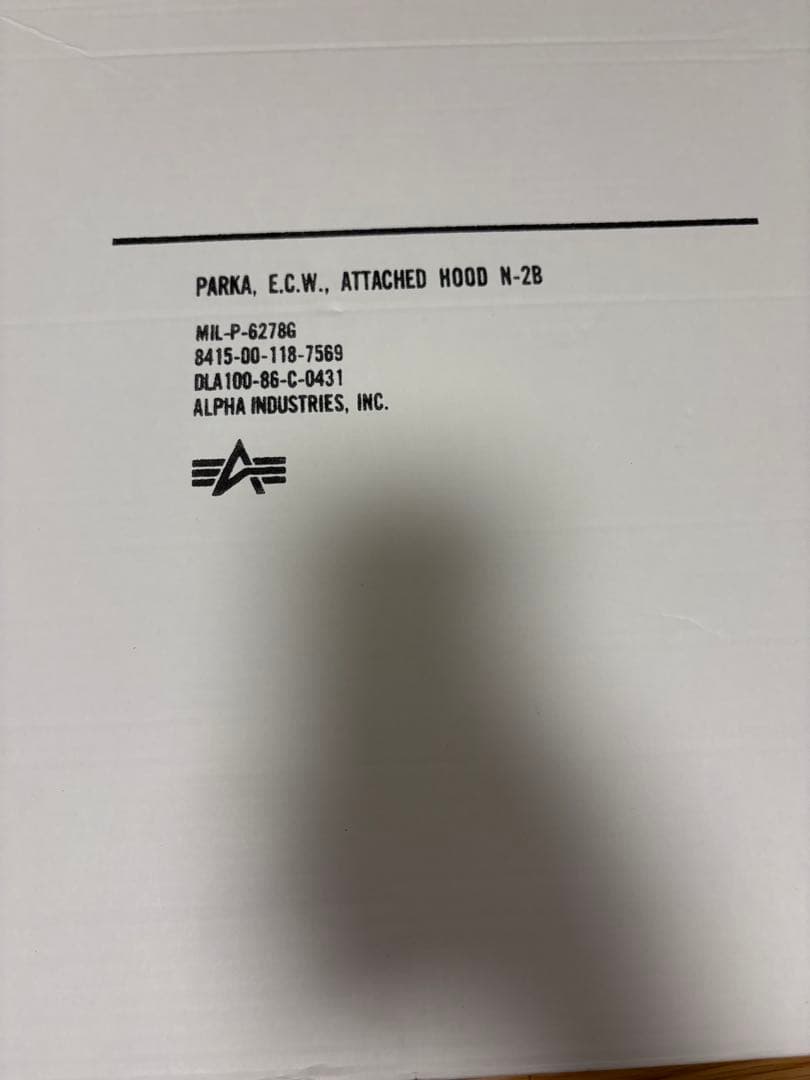 PARKA, E.C.W., ATTACHED HOOD N-2B
MIL-P-6278G
8415-00-118-7569
DLA100-86-C-0431
ALPHA INDUSTRIES, INC.